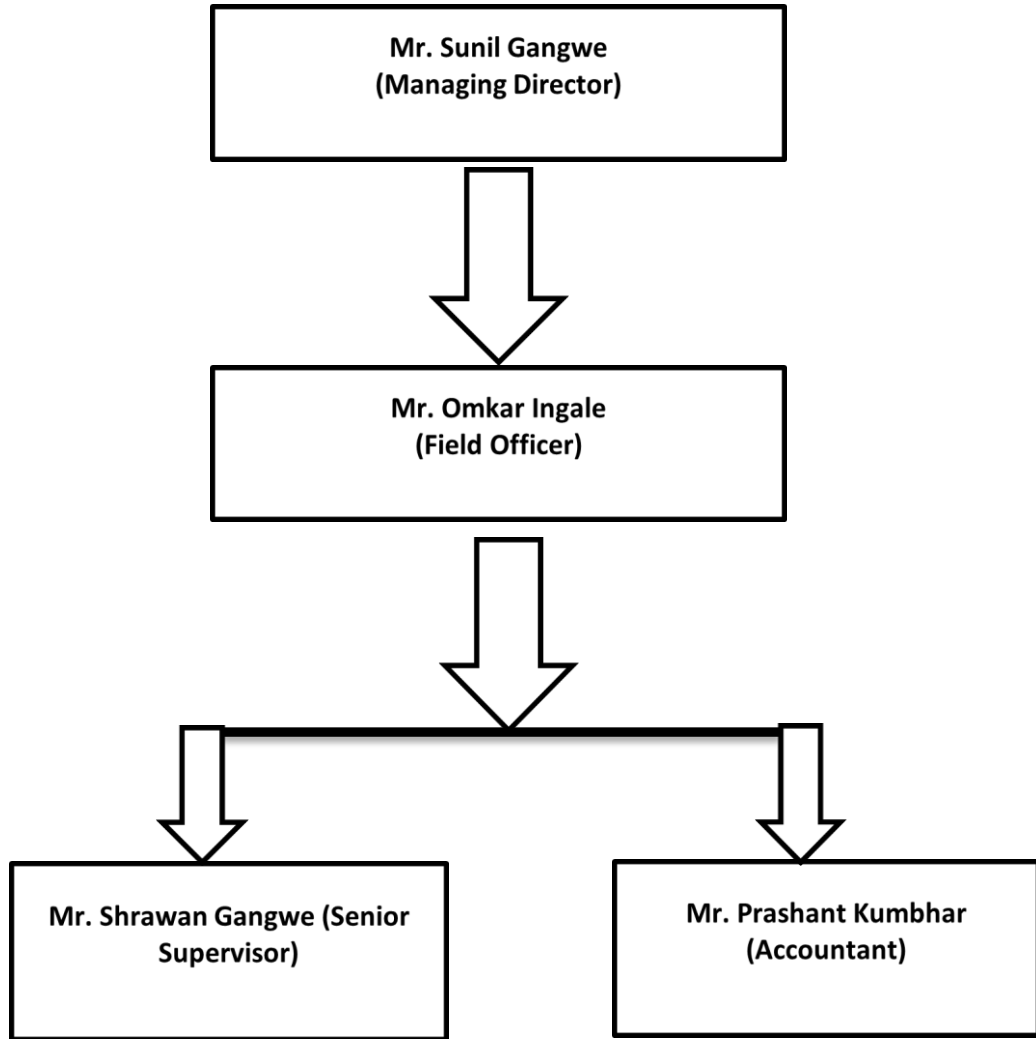 Mr. Sunil Gangwe
(Managing Director)
Mr. Omkar Ingale
(Field Officer)
Mr. Shrawan Gangwe (Senior
Supervisor)
Mr. Prashant Kumbhar
(Accountant)